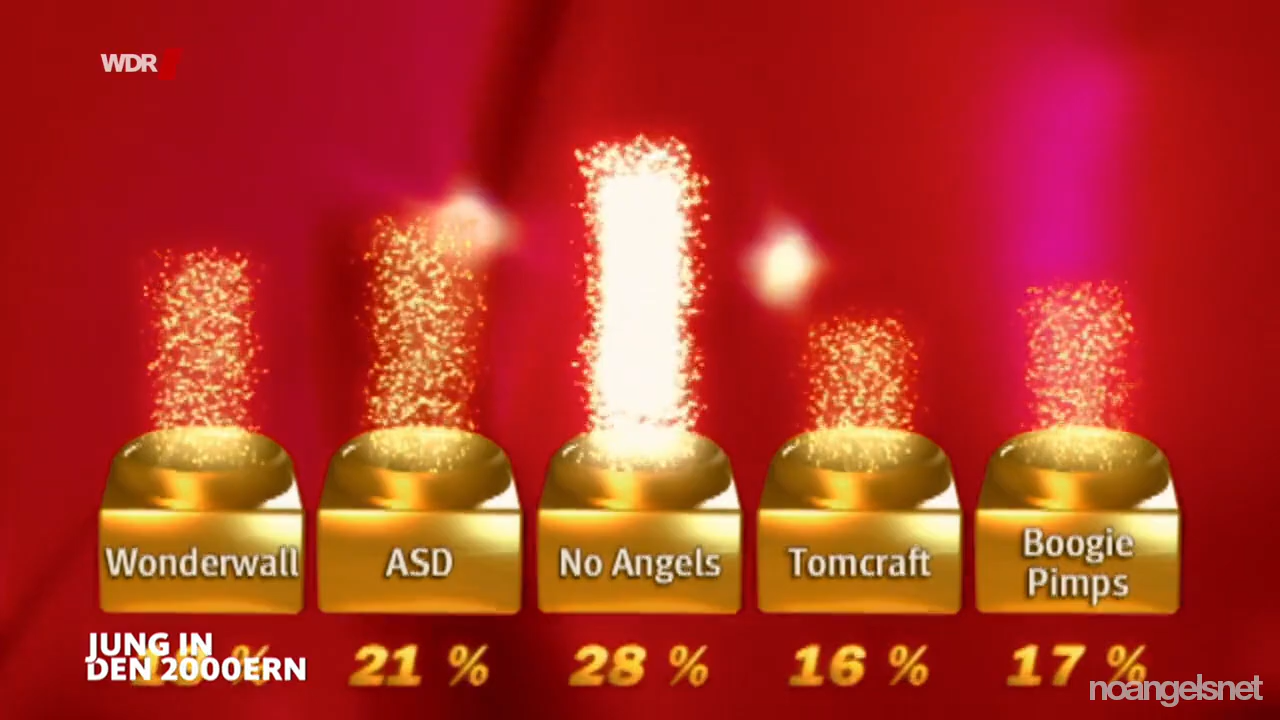 WDR
Wonderwall
ASD
No Angels
Tomcraft
Boogie
Pimps
JUNG IN
DEN 2000ERN
21 %
28 %
16 %
17 %
noangelsnet